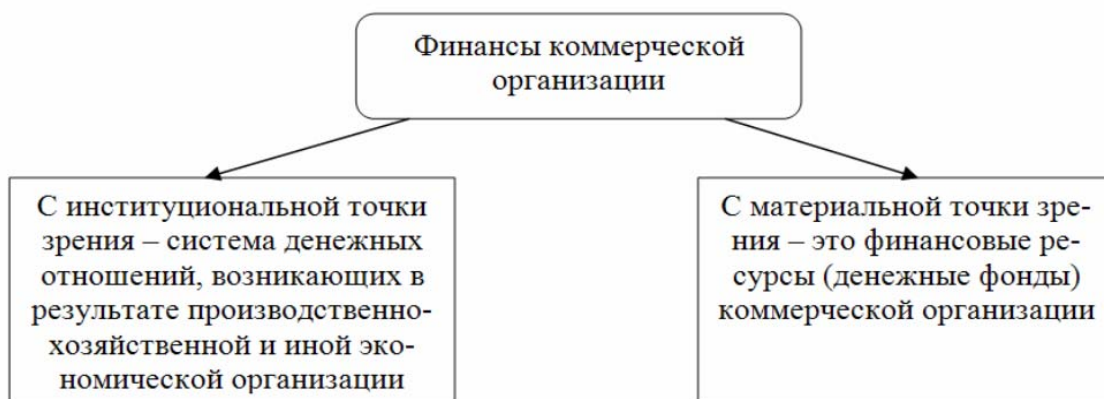 Финансы коммерческой
организации
С институциональной точки
зрения – система денежных
отношений, возникающих в
результате производственно-
хозяйственной и иной эко-
номической организации
С материальной точки зре-
ния – это финансовые ре-
сурсы (денежные фонды)
коммерческой организации